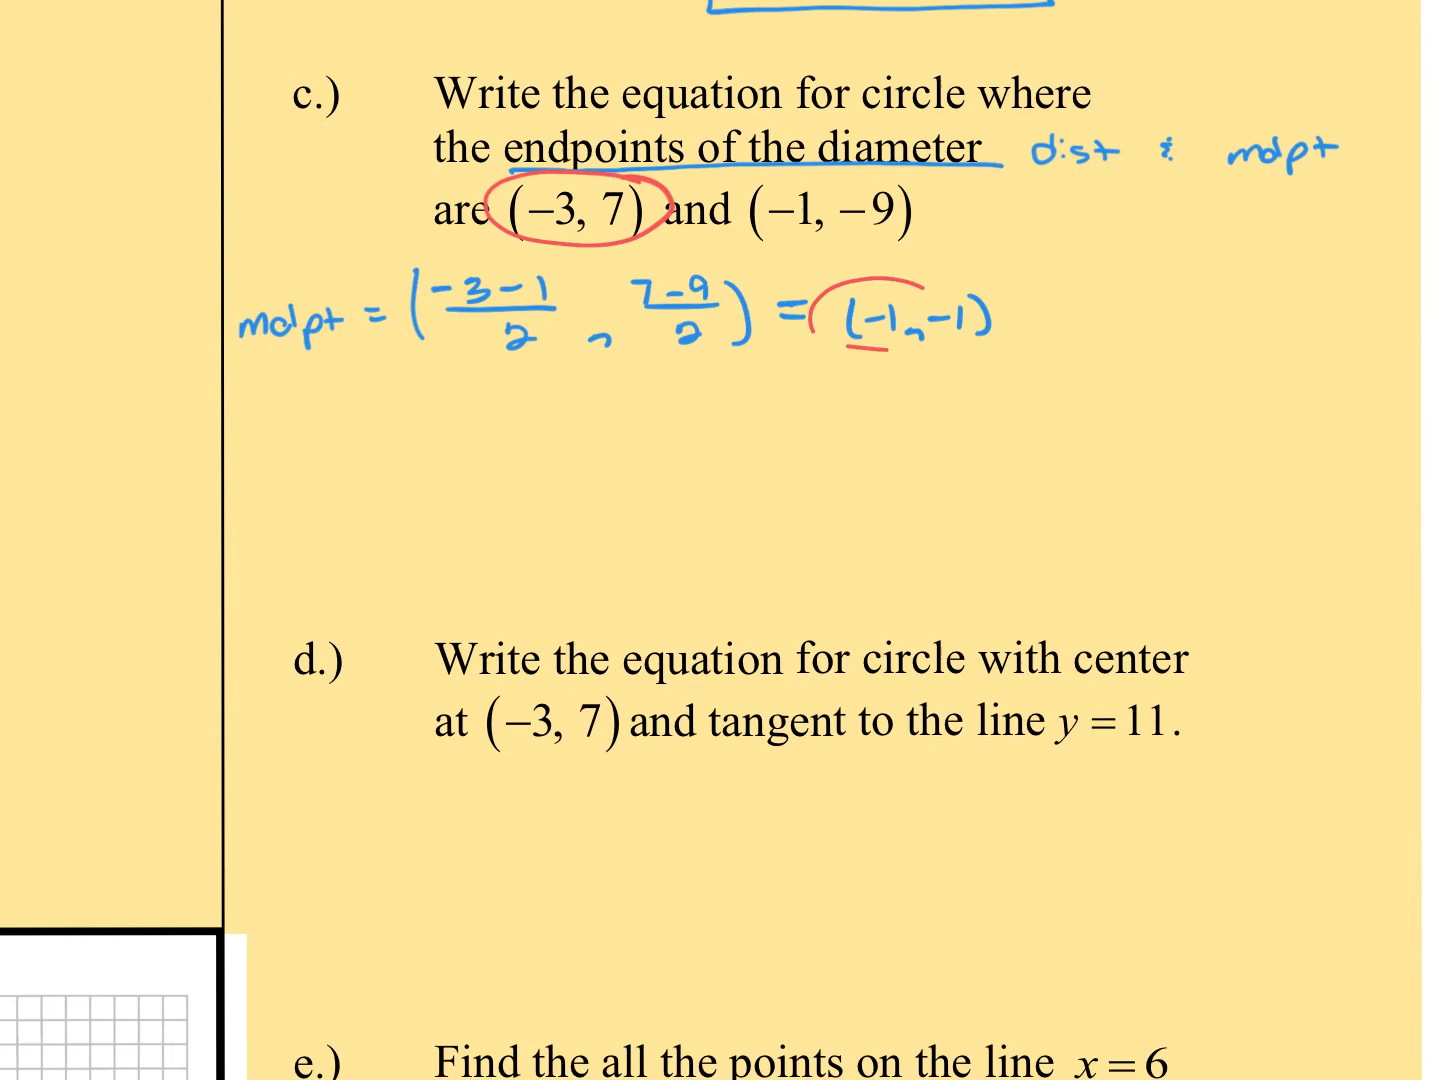 c.) Write the equation for circle where
the endpoints of the diameter dist & mdpt
are (−3, 7) and (−1, −9)
mdpt = (-3-1/2, 7-9/2) = (-1, -1)
d.) Write the equation for circle with center
at (−3, 7) and tangent to the line y = 11.
e.) Find the all the points on the line x = 6